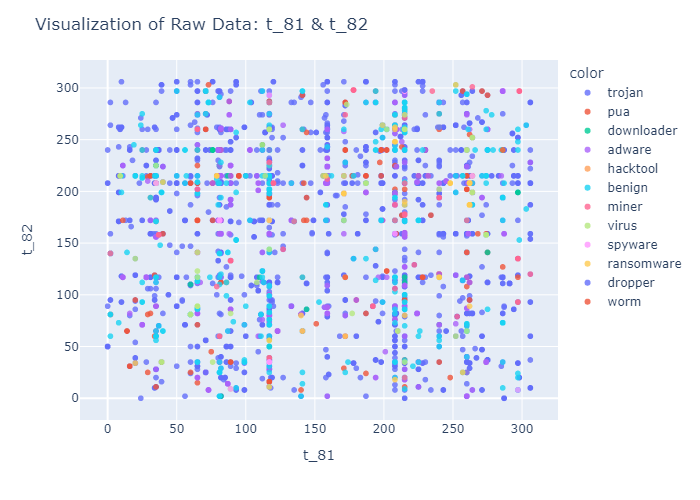 Visualization of Raw Data: t_81 & t_82
color
trojan
pua
downloader
adware
hacktool
benign
miner
virus
spyware
ransomware
dropper
worm
t_82
300
250
200
150
100
50
0
0 50 100 150 200 250 300
t_81